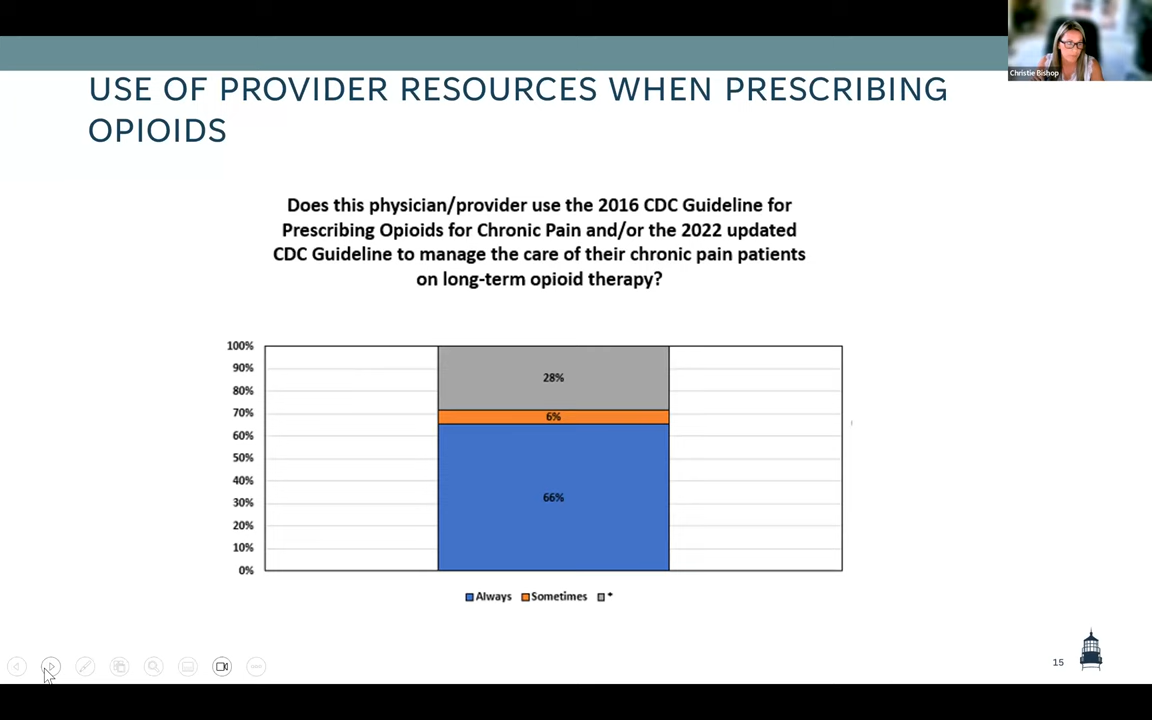 Christie Bishop
USE OF PROVIDER RESOURCES WHEN PRESCRIBING
OPIOIDS
Does this physician/provider use the 2016 CDC Guideline for
Prescribing Opioids for Chronic Pain and/or the 2022 updated
CDC Guideline to manage the care of their chronic pain patients
on long-term opioid therapy?
100%
90%
80%
70%
60%
50%
40%
30%
20%
10%
0%
28%
6%
66%
Always Sometimes *
15